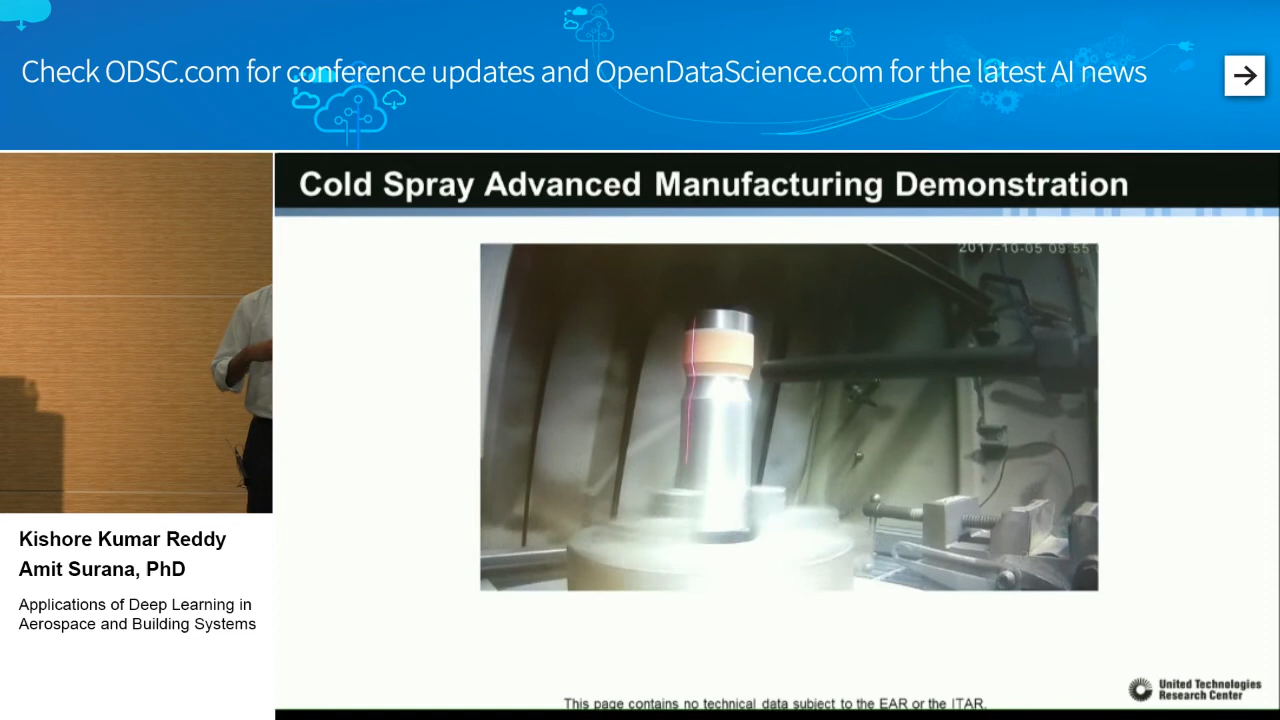 Check ODSC.com for conference updates and OpenDataScience.com for the latest AI news
Cold Spray Advanced Manufacturing Demonstration
2017-10-05 09:55
Kishore Kumar Reddy
Amit Surana, PhD
Applications of Deep Learning in
Aerospace and Building Systems
United Technologies
Research Center
This page contains no technical data subject to the EAR or the ITAR.